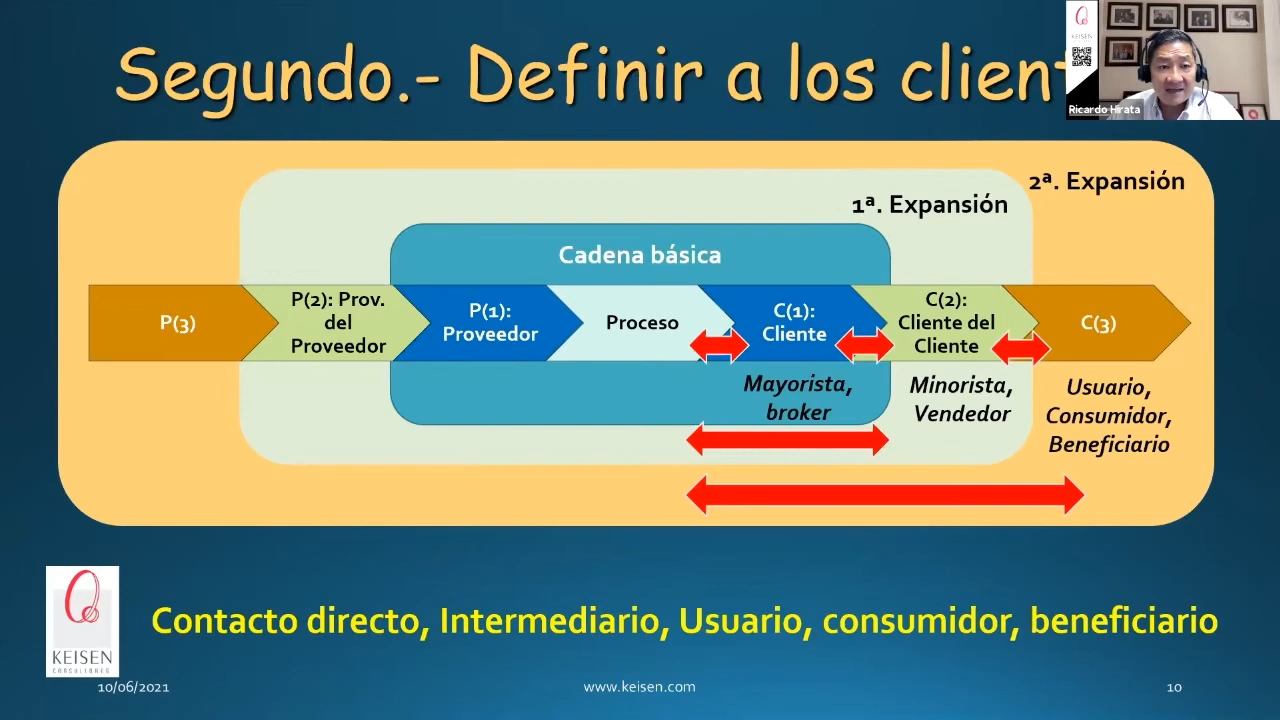 Segundo.- Definir a los client
KEISEN
Ricardo Hirata
2ª. Expansión
1ª. Expansión
Cadena básica
P(3)
P(2): Prov.
del
Proveedor
P(1):
Proveedor
Proceso
C(1):
Cliente
C(2):
Cliente del
Cliente
C(3)
Mayorista,
broker
Minorista,
Vendedor
Usuario,
Consumidor,
Beneficiario
Contacto directo, Intermediario, Usuario, consumidor, beneficiario
KEISEN
CONSULTORES
10/06/2021
www.keisen.com
10